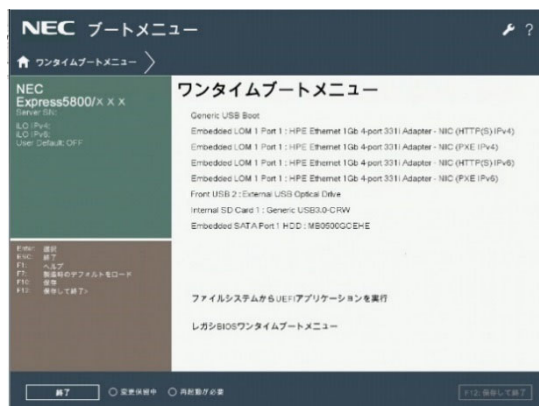 NEC ブートメニュー
?
ワンタイムブートメニュー
NEC
Express5800/X X X
Server SN:
iLO IPv4:
iLO IPv6:
User Default: OFF
Enter: 選択
ESC: 終了
F1: ヘルプ
F7: 製造時のデフォルトをロード
F10: 保存
F12: 保存して終了
ワンタイムブートメニュー
Generic USB Boot
Embedded LOM 1 Port 1 : HPE Ethernet 1Gb 4-port 331i Adapter - NIC (HTTP(S) IPv4)
Embedded LOM 1 Port 1 : HPE Ethernet 1Gb 4-port 331i Adapter - NIC (PXE IPv4)
Embedded LOM 1 Port 1 : HPE Ethernet 1Gb 4-port 331i Adapter - NIC (HTTP(S) IPv6)
Embedded LOM 1 Port 1 : HPE Ethernet 1Gb 4-port 331i Adapter - NIC (PXE IPv6)
Front USB 2 : External USB Optical Drive
Internal SD Card 1 : Generic USB3.0-CRW
Embedded SATA Port 1 HDD : MB0500GCEHE
ファイルシステムからUEFIアプリケーションを実行
レガシBIOSワンタイムブートメニュー
終了
変更保留中
再起動が必要
F12: 保存して終了